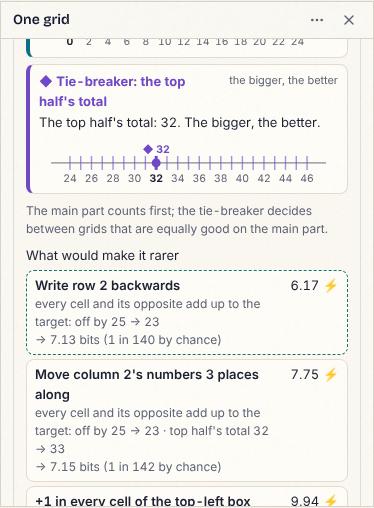 One grid
0 2 4 6 8 10 12 14 16 18 20 22 24
◆ Tie-breaker: the top half's total
the bigger, the better
The top half's total: 32. The bigger, the better.
◆ 32
24 26 28 30 32 34 36 38 40 42 44 46
The main part counts first; the tie-breaker decides
between grids that are equally good on the main part.
What would make it rarer
Write row 2 backwards 6.17 ⚡
every cell and its opposite add up to the
target: off by 25 → 23
→ 7.13 bits (1 in 140 by chance)
Move column 2's numbers 3 places 7.75 ⚡
along
every cell and its opposite add up to the
target: off by 25 → 23 · top half's total 32
→ 33
→ 7.15 bits (1 in 142 by chance)
+1 in every cell of the top-left box 9.94 ⚡